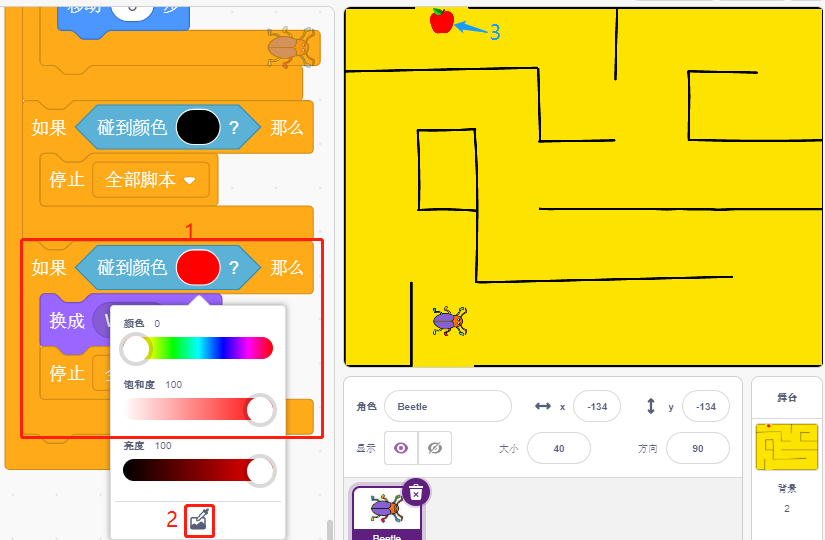 移动
步
如果 碰到颜色 ? 那么
停止 全部脚本
1
如果 碰到颜色 ? 那么
换成
停止
颜色 0
饱和度 100
亮度 100
2
3
角色 Beetle x -134 y -134
显示 大小 40 方向 90
Beetle
舞台
背景
2